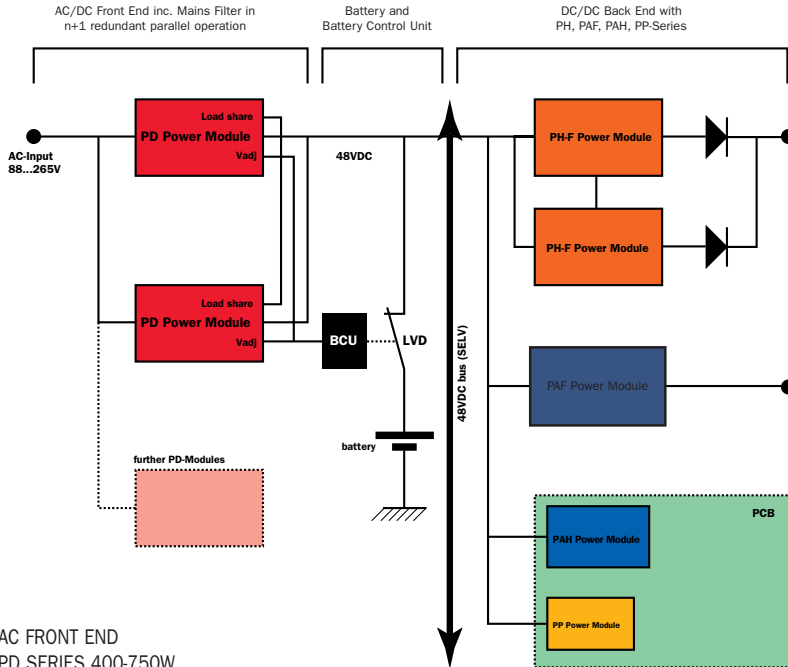 AC/DC Front End inc. Mains Filter in
n+1 redundant parallel operation
Battery and
Battery Control Unit
DC/DC Back End with
PH, PAF, PAH, PP-Series
Load share
PD Power Module
Vadj
AC-Input
88...265V
48VDC
PH-F Power Module
PH-F Power Module
Load share
PD Power Module
Vadj
BCU
LVD
48VDC bus (SELV)
PAF Power Module
battery
further PD-Modules
PCB
PAH Power Module
PP Power Module
AC FRONT END
PD SERIES 400-750W